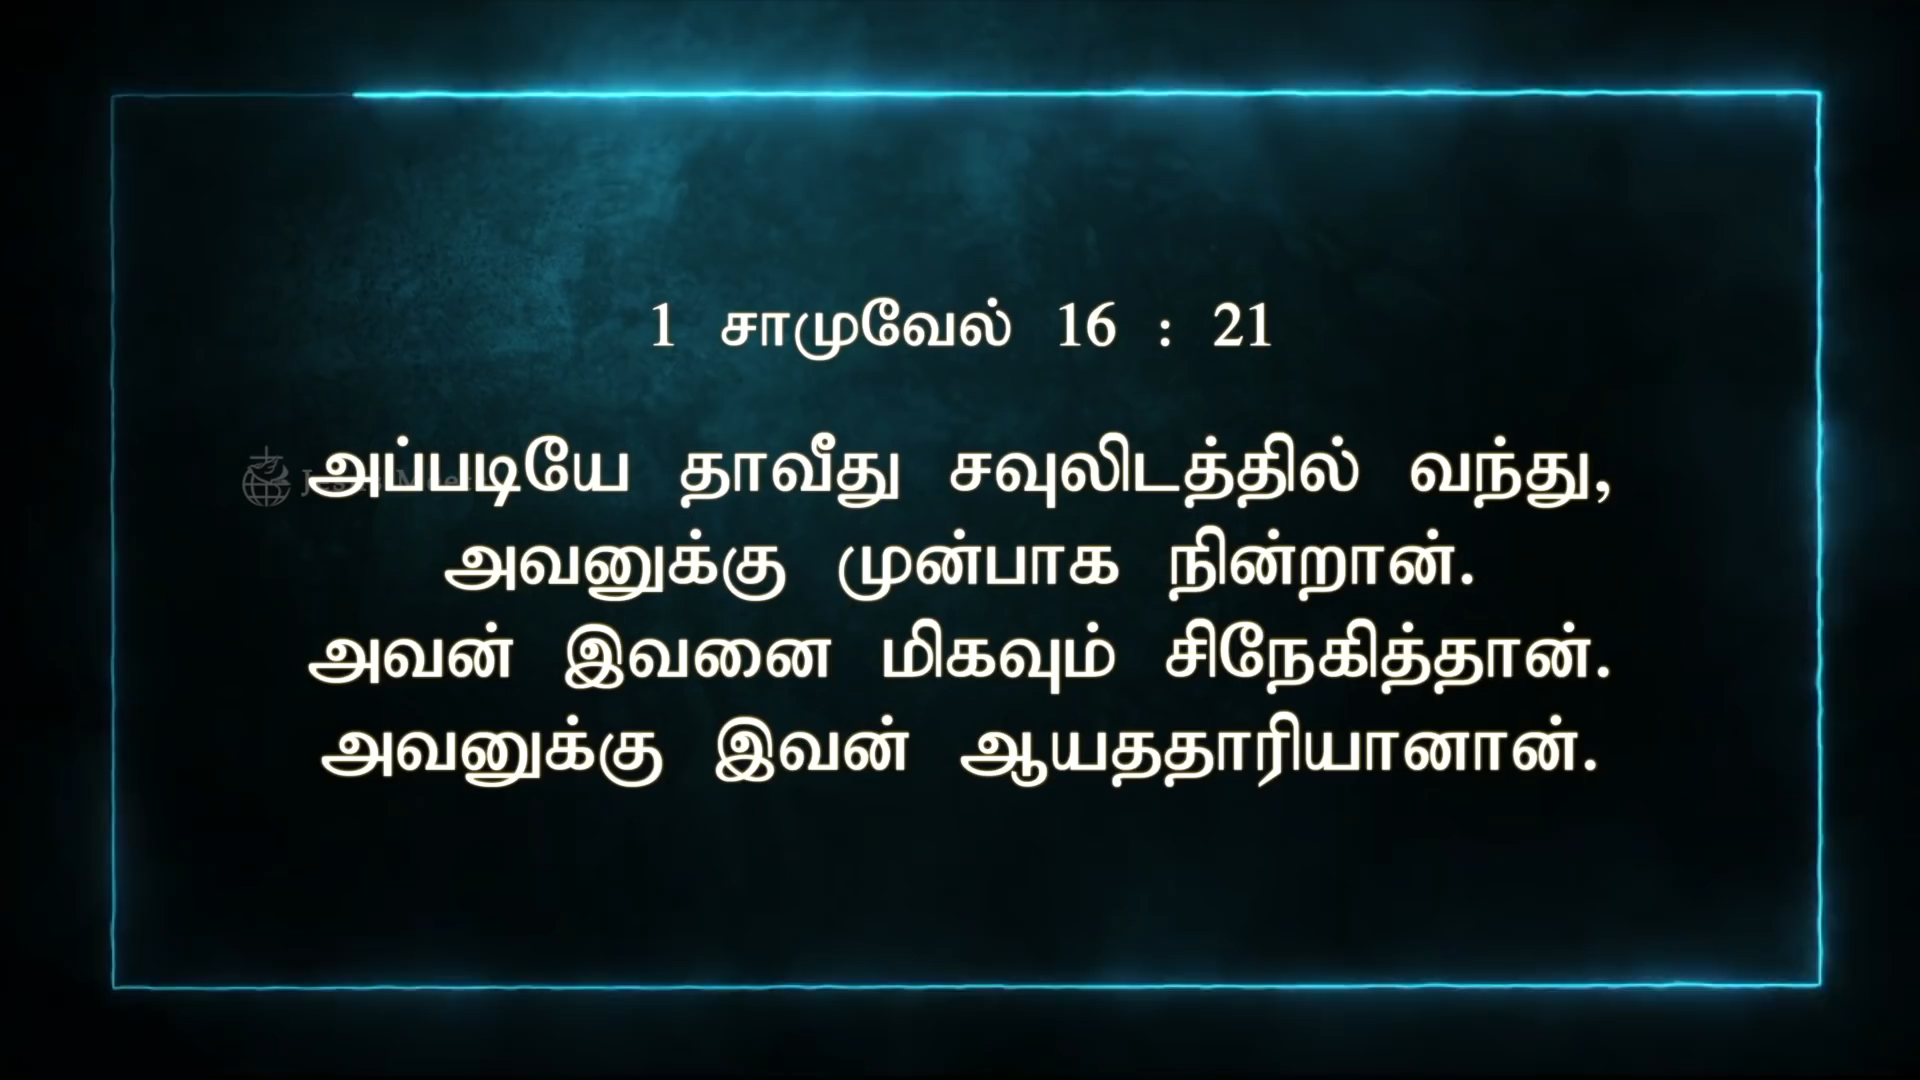 1 சாமுவேல் 16 : 21
அப்படியே தாவீது சவுலிடத்தில் வந்து,
அவனுக்கு முன்பாக நின்றான்.
அவன் இவனை மிகவும் சிநேகித்தான்.
அவனுக்கு இவன் ஆயததாரியானான்.